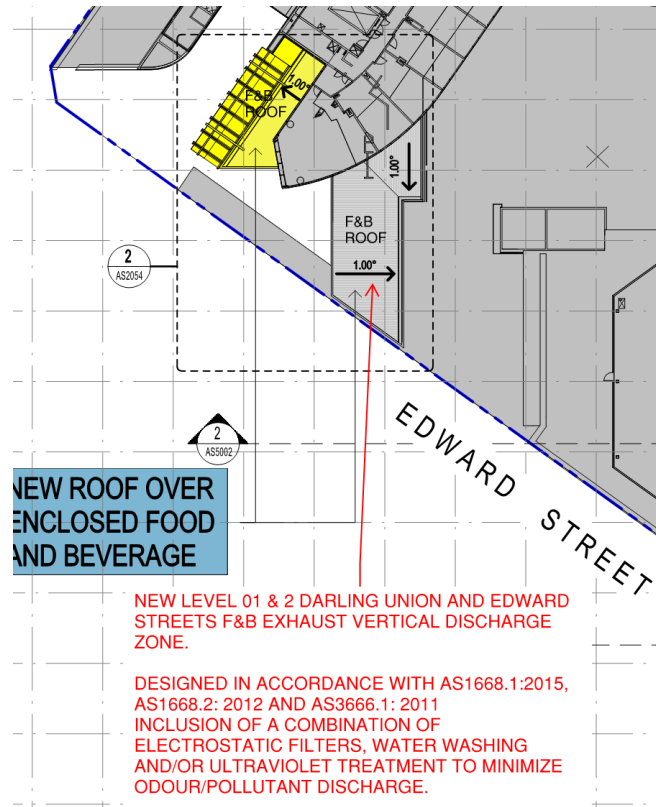 1.00°
F&B
ROOF
1.00°
F&B
ROOF
1.00°
2
AS2054
2
AS5002
EDWARD STREET
NEW ROOF OVER
ENCLOSED FOOD
AND BEVERAGE
NEW LEVEL 01 & 2 DARLING UNION AND EDWARD
STREETS F&B EXHAUST VERTICAL DISCHARGE
ZONE.
DESIGNED IN ACCORDANCE WITH AS1668.1:2015,
AS1668.2: 2012 AND AS3666.1: 2011
INCLUSION OF A COMBINATION OF
ELECTROSTATIC FILTERS, WATER WASHING
AND/OR ULTRAVIOLET TREATMENT TO MINIMIZE
ODOUR/POLLUTANT DISCHARGE.